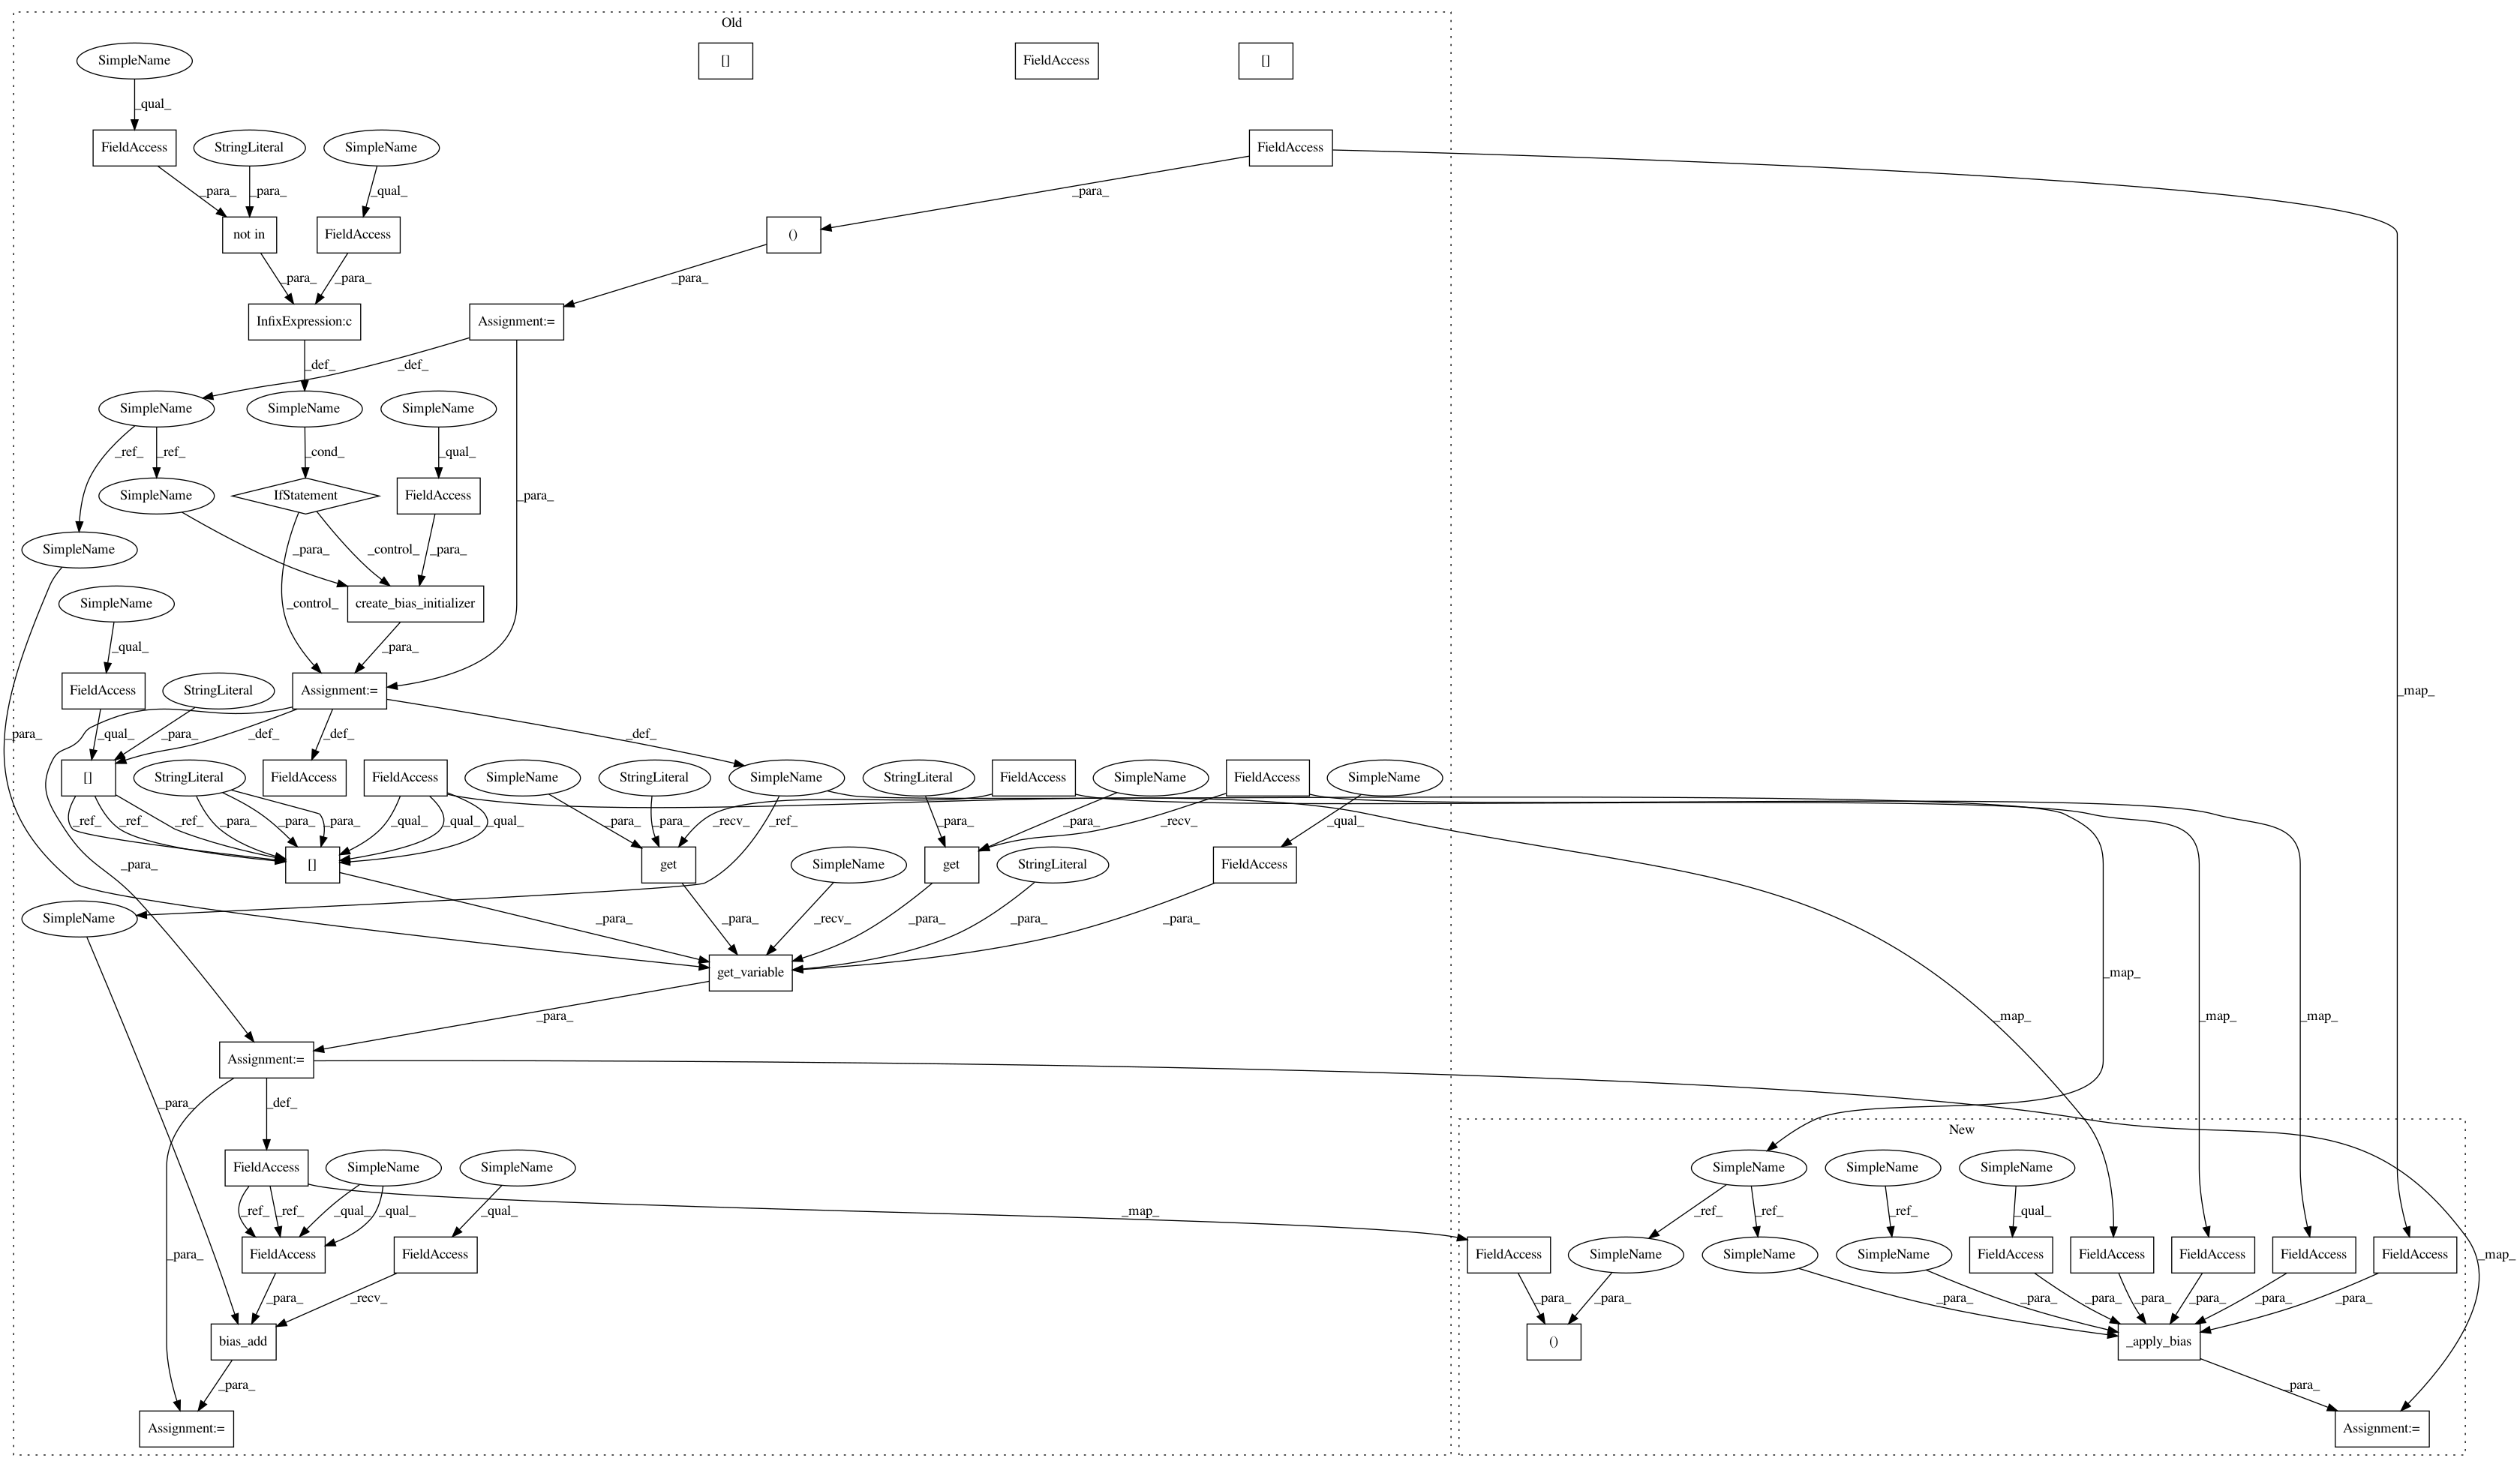 Old
SimpleName
[]
FieldAccess
[]
_qual_
FieldAccess
StringLiteral
SimpleName
FieldAccess
_para_
_para_
_qual_
_para_
not in
FieldAccess
()
_para_
_para_
_para_
InfixExpression:c
Assignment:=
_def_
_def_
SimpleName
SimpleName
SimpleName
_ref_
_ref_
_cond_
_qual_
SimpleName
IfStatement
FieldAccess
_para_
SimpleName
_para_
_control_
_para_
SimpleName
_control_
create_bias_initializer
_qual_
_para_
FieldAccess
StringLiteral
Assignment:=
_map_
_para_
_qual_
_para_
_def_
_def_
_def_
[]
StringLiteral
FieldAccess
FieldAccess
SimpleName
StringLiteral
SimpleName
StringLiteral
FieldAccess
SimpleName
FieldAccess
SimpleName
_ref_
_ref_
_ref_
_para_
_para_
_para_
_qual_
_qual_
_qual_
_para_
_para_
_recv_
_ref_
_para_
_para_
_recv_
_qual_
_para_
[]
get
SimpleName
get
StringLiteral
FieldAccess
SimpleName
_para_
_para_
_recv_
_para_
_para_
_para_
get_variable
_map_
_para_
_map_
_map_
_map_
Assignment:=
_para_
_def_
New
FieldAccess
SimpleName
SimpleName
SimpleName
SimpleName
SimpleName
_ref_
_ref_
_qual_
_qual_
_map_
_ref_
_ref_
_ref_
_qual_
_para_
FieldAccess
FieldAccess
FieldAccess
SimpleName
SimpleName
SimpleName
FieldAccess
FieldAccess
FieldAccess
FieldAccess
FieldAccess
_map_
_para_
_recv_
_para_
_para_
_para_
_para_
_para_
_para_
_para_
_para_
_para_
bias_add
()
_apply_bias
_para_
_para_
Assignment:=
Assignment:=